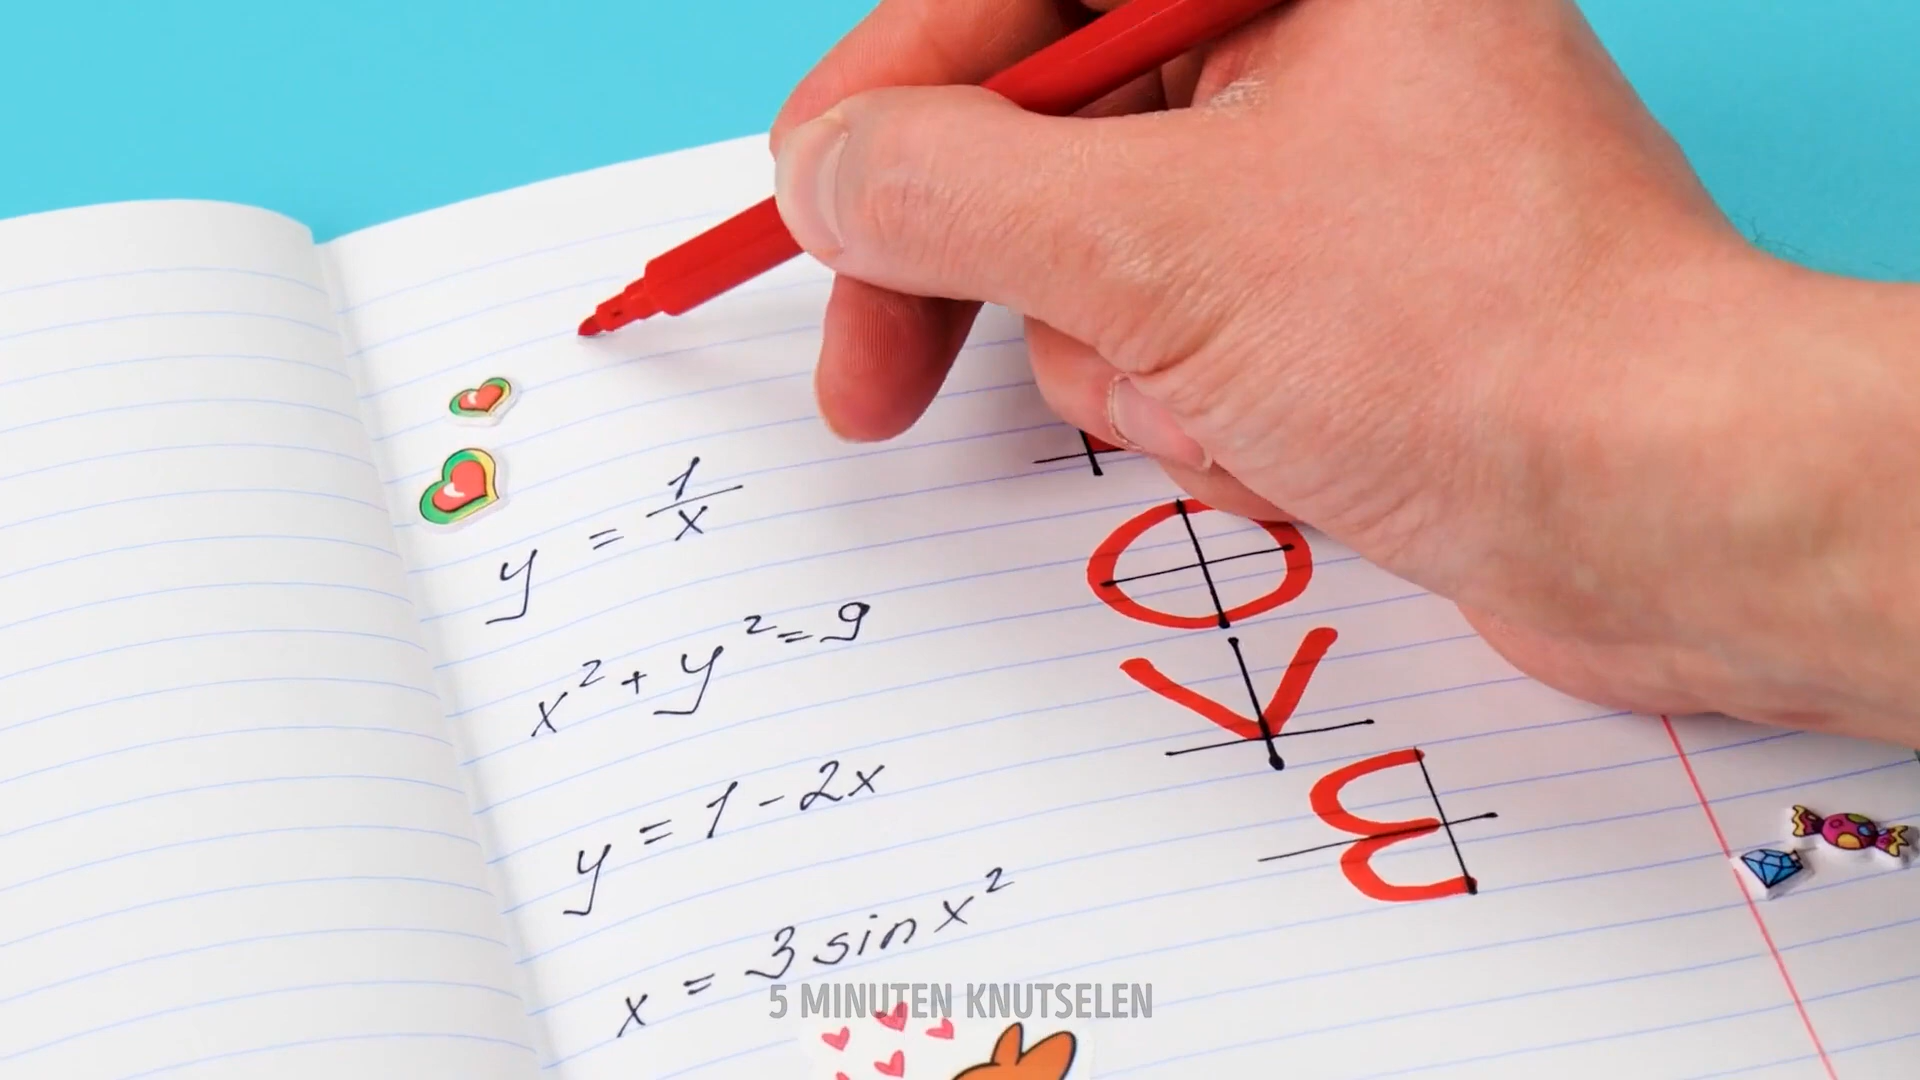 y = 1/x
x² + y² = 9
y = 1 - 2x
x = 3 sin x²
5 MINUTEN KNUTSELEN